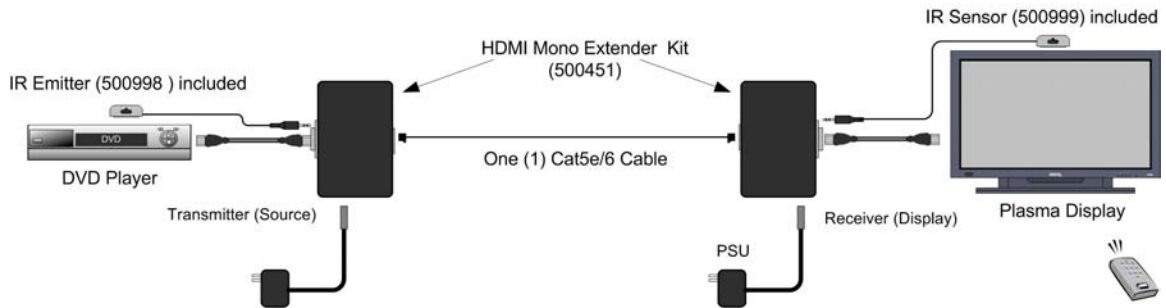 IR Sensor (500999) included
HDMI Mono Extender Kit
(500451)
IR Emitter (500998 ) included
DVD
One (1) Cat5e/6 Cable
DVD Player
Transmitter (Source)
Receiver (Display)
Plasma Display
PSU